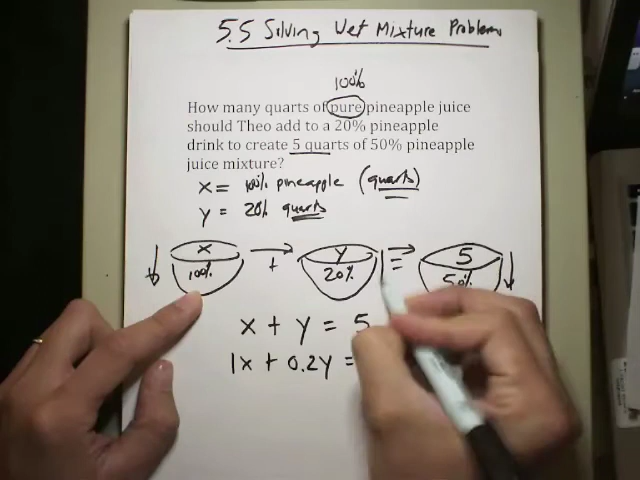 5.5 Solving Wet Mixture Problems
100%
How many quarts of pure pineapple juice
should Theo add to a 20% pineapple
drink to create 5 quarts of 50% pineapple
juice mixture?
x = 100% pineapple (quarts)
y = 20% quarts
x → y → 5
100% + 20% = 50%
x + y = 5
1x + 0.2y =